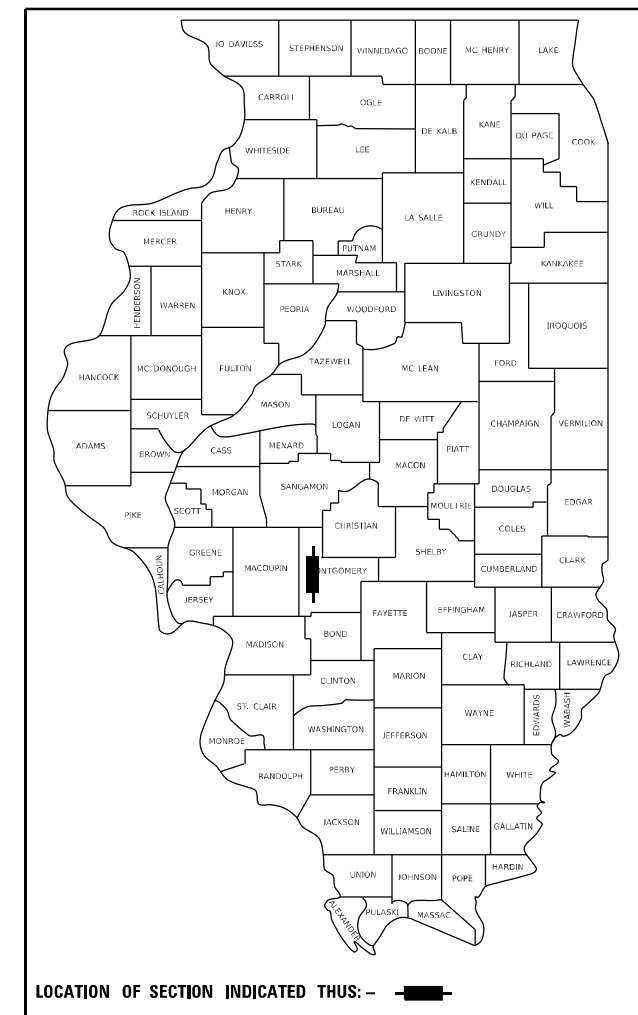 JO DAVIESS
STEPHENSON
WINNEBAGO
BOONE
MC HENRY
LAKE
CARROLL
OGLE
DE KALB
KANE
DU PAGE
COOK
WHITESIDE
LEE
KENDALL
WILL
ROCK ISLAND
HENRY
BUREAU
LA SALLE
GRUNDY
MERCER
PUTNAM
KANKAKEE
STARK
MARSHALL
HENDERSON
WARREN
KNOX
PEORIA
WOODFORD
LIVINGSTON
IROQUOIS
HANCOCK
MC DONOUGH
FULTON
TAZEWELL
MC LEAN
FORD
SCHUYLER
MASON
LOGAN
DE WITT
CHAMPAIGN
VERMILION
ADAMS
BROWN
CASS
MENARD
PIATT
MACON
SANGAMON
MORGAN
DOUGLAS
EDGAR
PIKE
SCOTT
CHRISTIAN
MOULTRIE
COLES
GREENE
MACOUPIN
ONTGOMERY
SHELBY
CUMBERLAND
CLARK
CALHOUN
JERSEY
FAYETTE
EFFINGHAM
JASPER
CRAWFORD
MADISON
BOND
CLAY
RICHLAND
LAWRENCE
CLINTON
MARION
ST. CLAIR
WAYNE
EDWARDS
WABASH
WASHINGTON
JEFFERSON
MONROE
RANDOLPH
PERRY
HAMILTON
WHITE
FRANKLIN
JACKSON
WILLIAMSON
SALINE
GALLATIN
UNION
JOHNSON
POPE
HARDIN
ALEXANDER
PULASKI
MASSAC
LOCATION OF SECTION INDICATED THUS: –